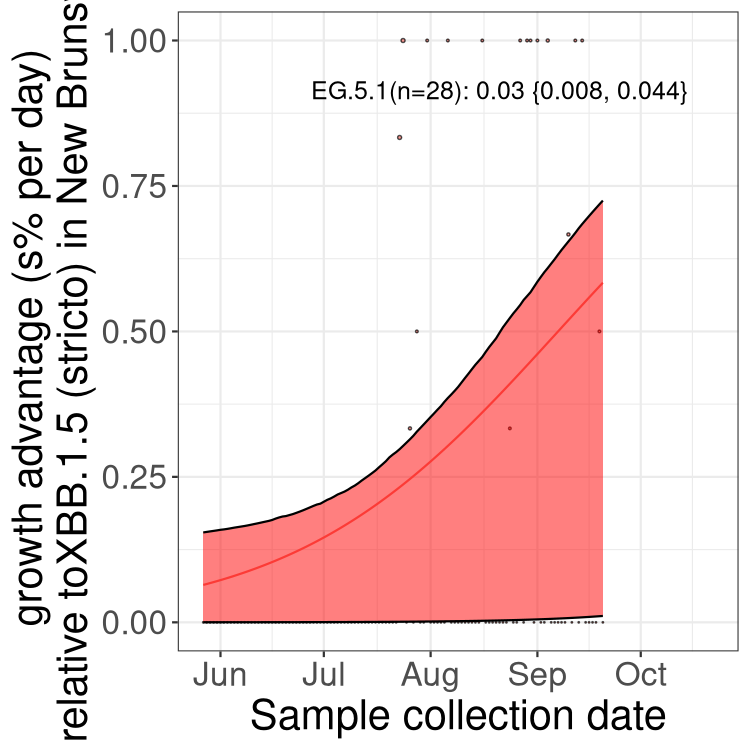 growth advantage (s% per day)
relative toXBB.1.5 (stricto) in New
1.00
EG.5.1(n=28): 0.03 {0.008, 0.044}
0.75
0.50
0.25
0.00
Jun Jul Aug Sep Oct
Sample collection date